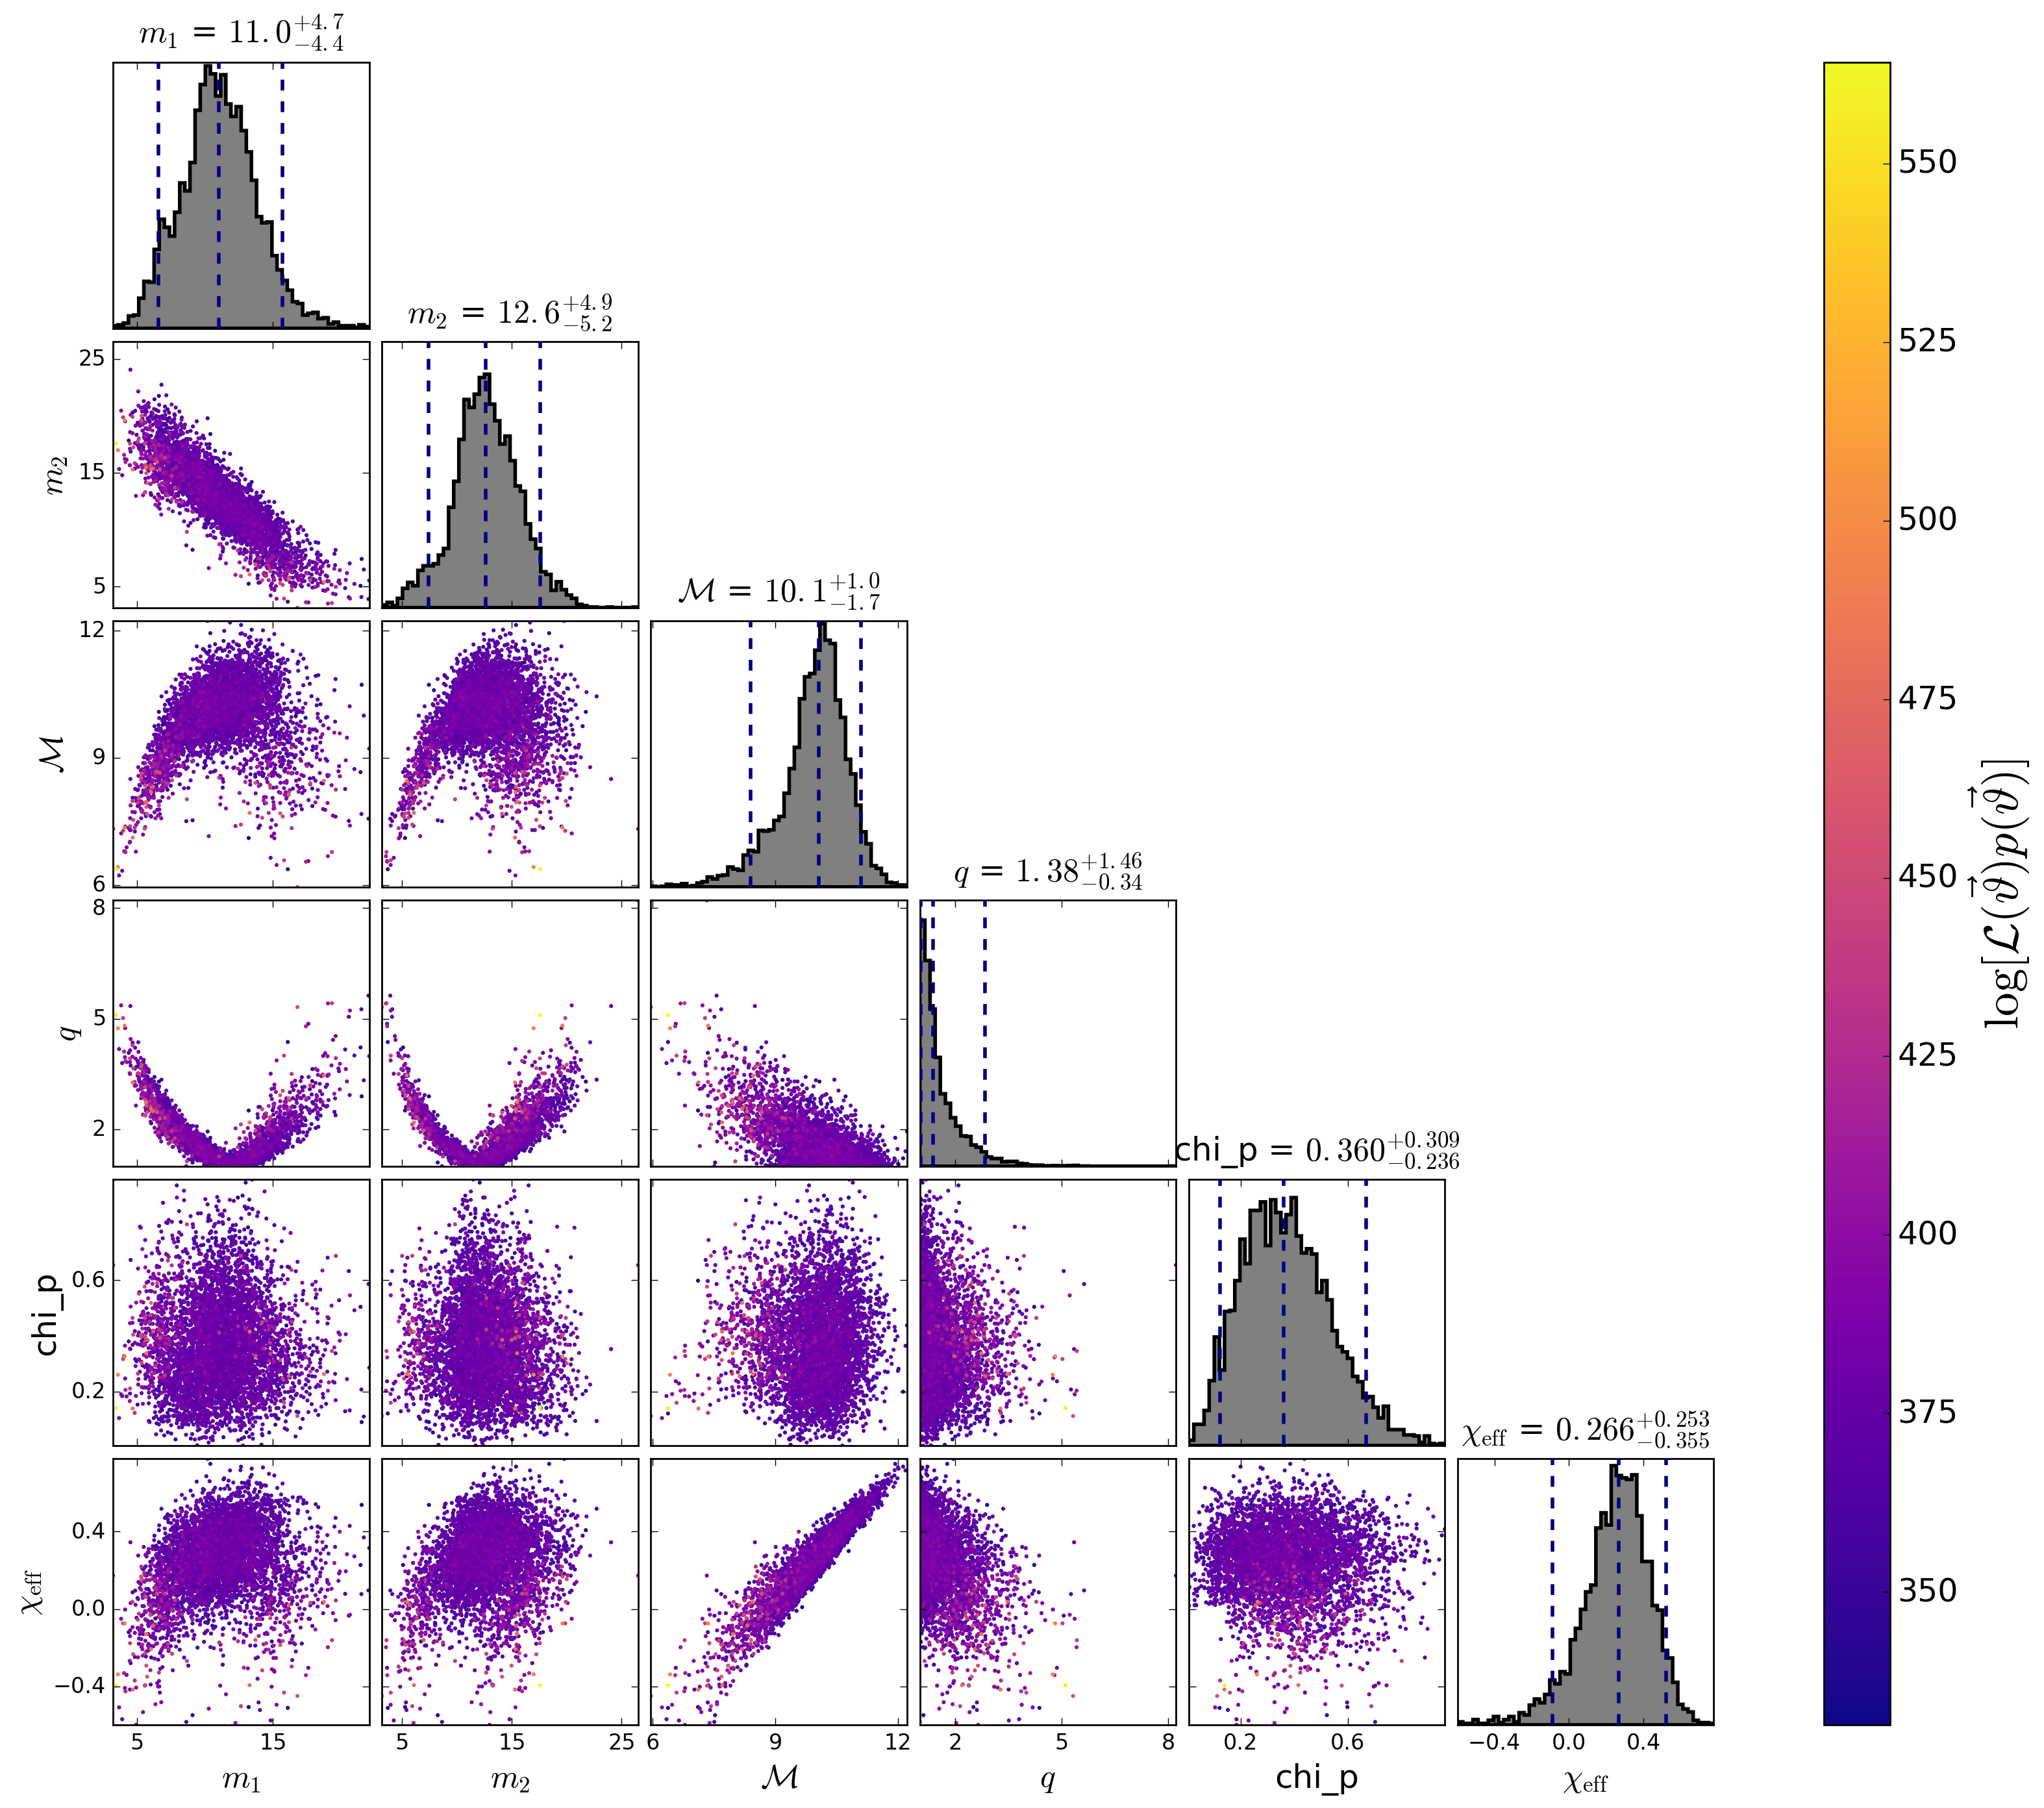 m₁ = 11.0 +4.7 −4.4
m₂ = 12.6 +4.9 −5.2
25
15
5
m₂
ℳ = 10.1 +1.0 −1.7
12
9
6
ℳ
q = 1.38 +1.46 −0.34
8
5
2
q
chi_p = 0.360 +0.309 −0.236
0.6
0.2
chi_p
χeff = 0.266 +0.253 −0.355
0.4
0.0
−0.4
χeff
5 15
5 15 25
6 9 12
2 5 8
0.2 0.6
−0.4 0.0 0.4
m₁
m₂
ℳ
q
chi_p
χeff
550
525
500
475
450
425
400
375
350
log[ℒ(ϑ⃗)p(ϑ⃗)]